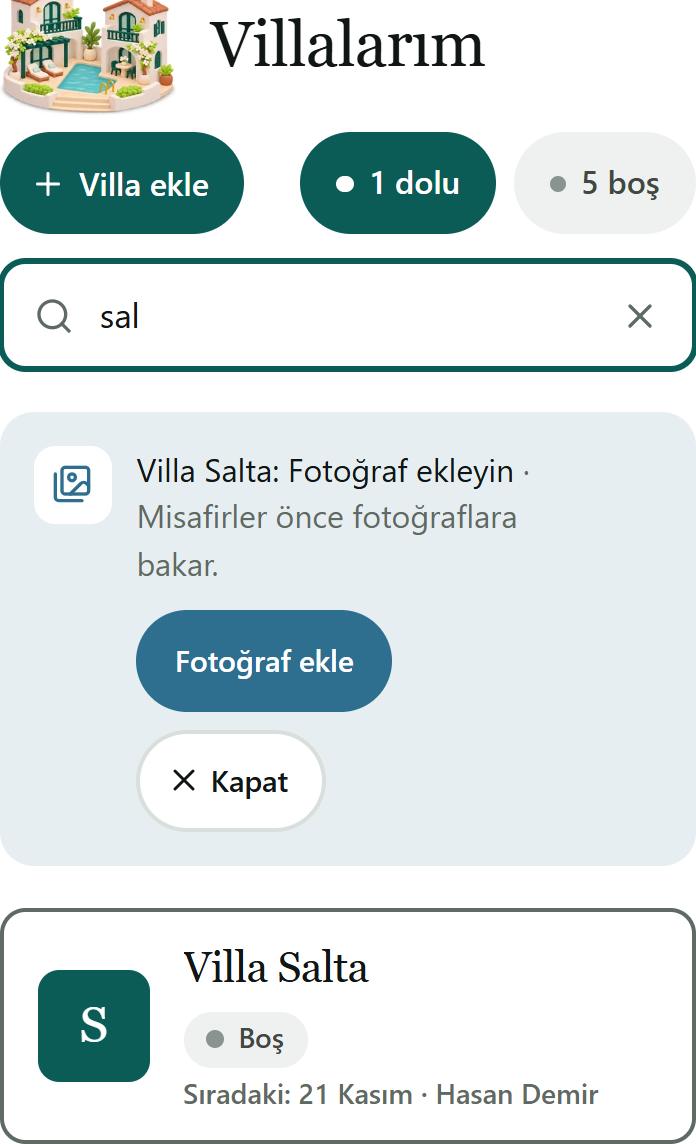 Villalarım
+ Villa ekle
1 dolu
5 boş
sal
Villa Salta: Fotoğraf ekleyin ·
Misafirler önce fotoğraflara
bakar.
Fotoğraf ekle
Kapat
S
Villa Salta
Boş
Sıradaki: 21 Kasım · Hasan Demir